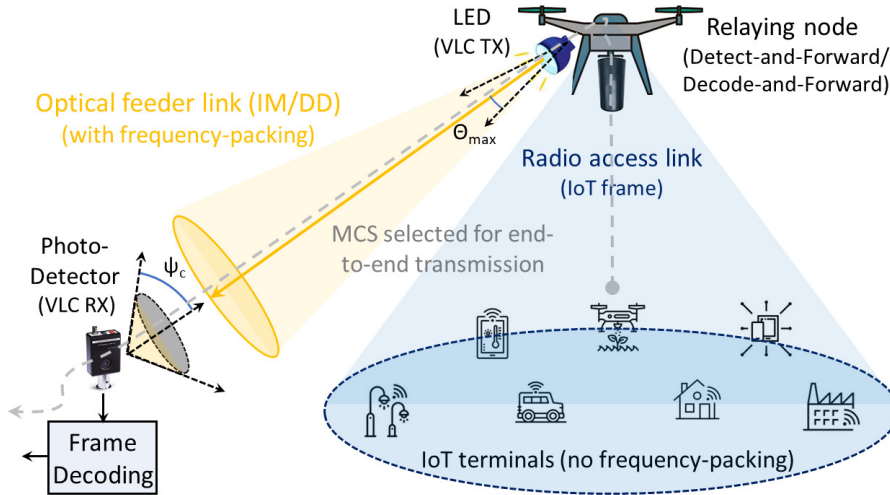 LED
(VLC TX)
Relaying node
(Detect-and-Forward/
Decode-and-Forward)
Optical feeder link (IM/DD)
(with frequency-packing)
Θmax
Radio access link
(IoT frame)
MCS selected for end-
to-end transmission
Photo-
Detector
(VLC RX)
ψc
Frame
Decoding
IoT terminals (no frequency-packing)